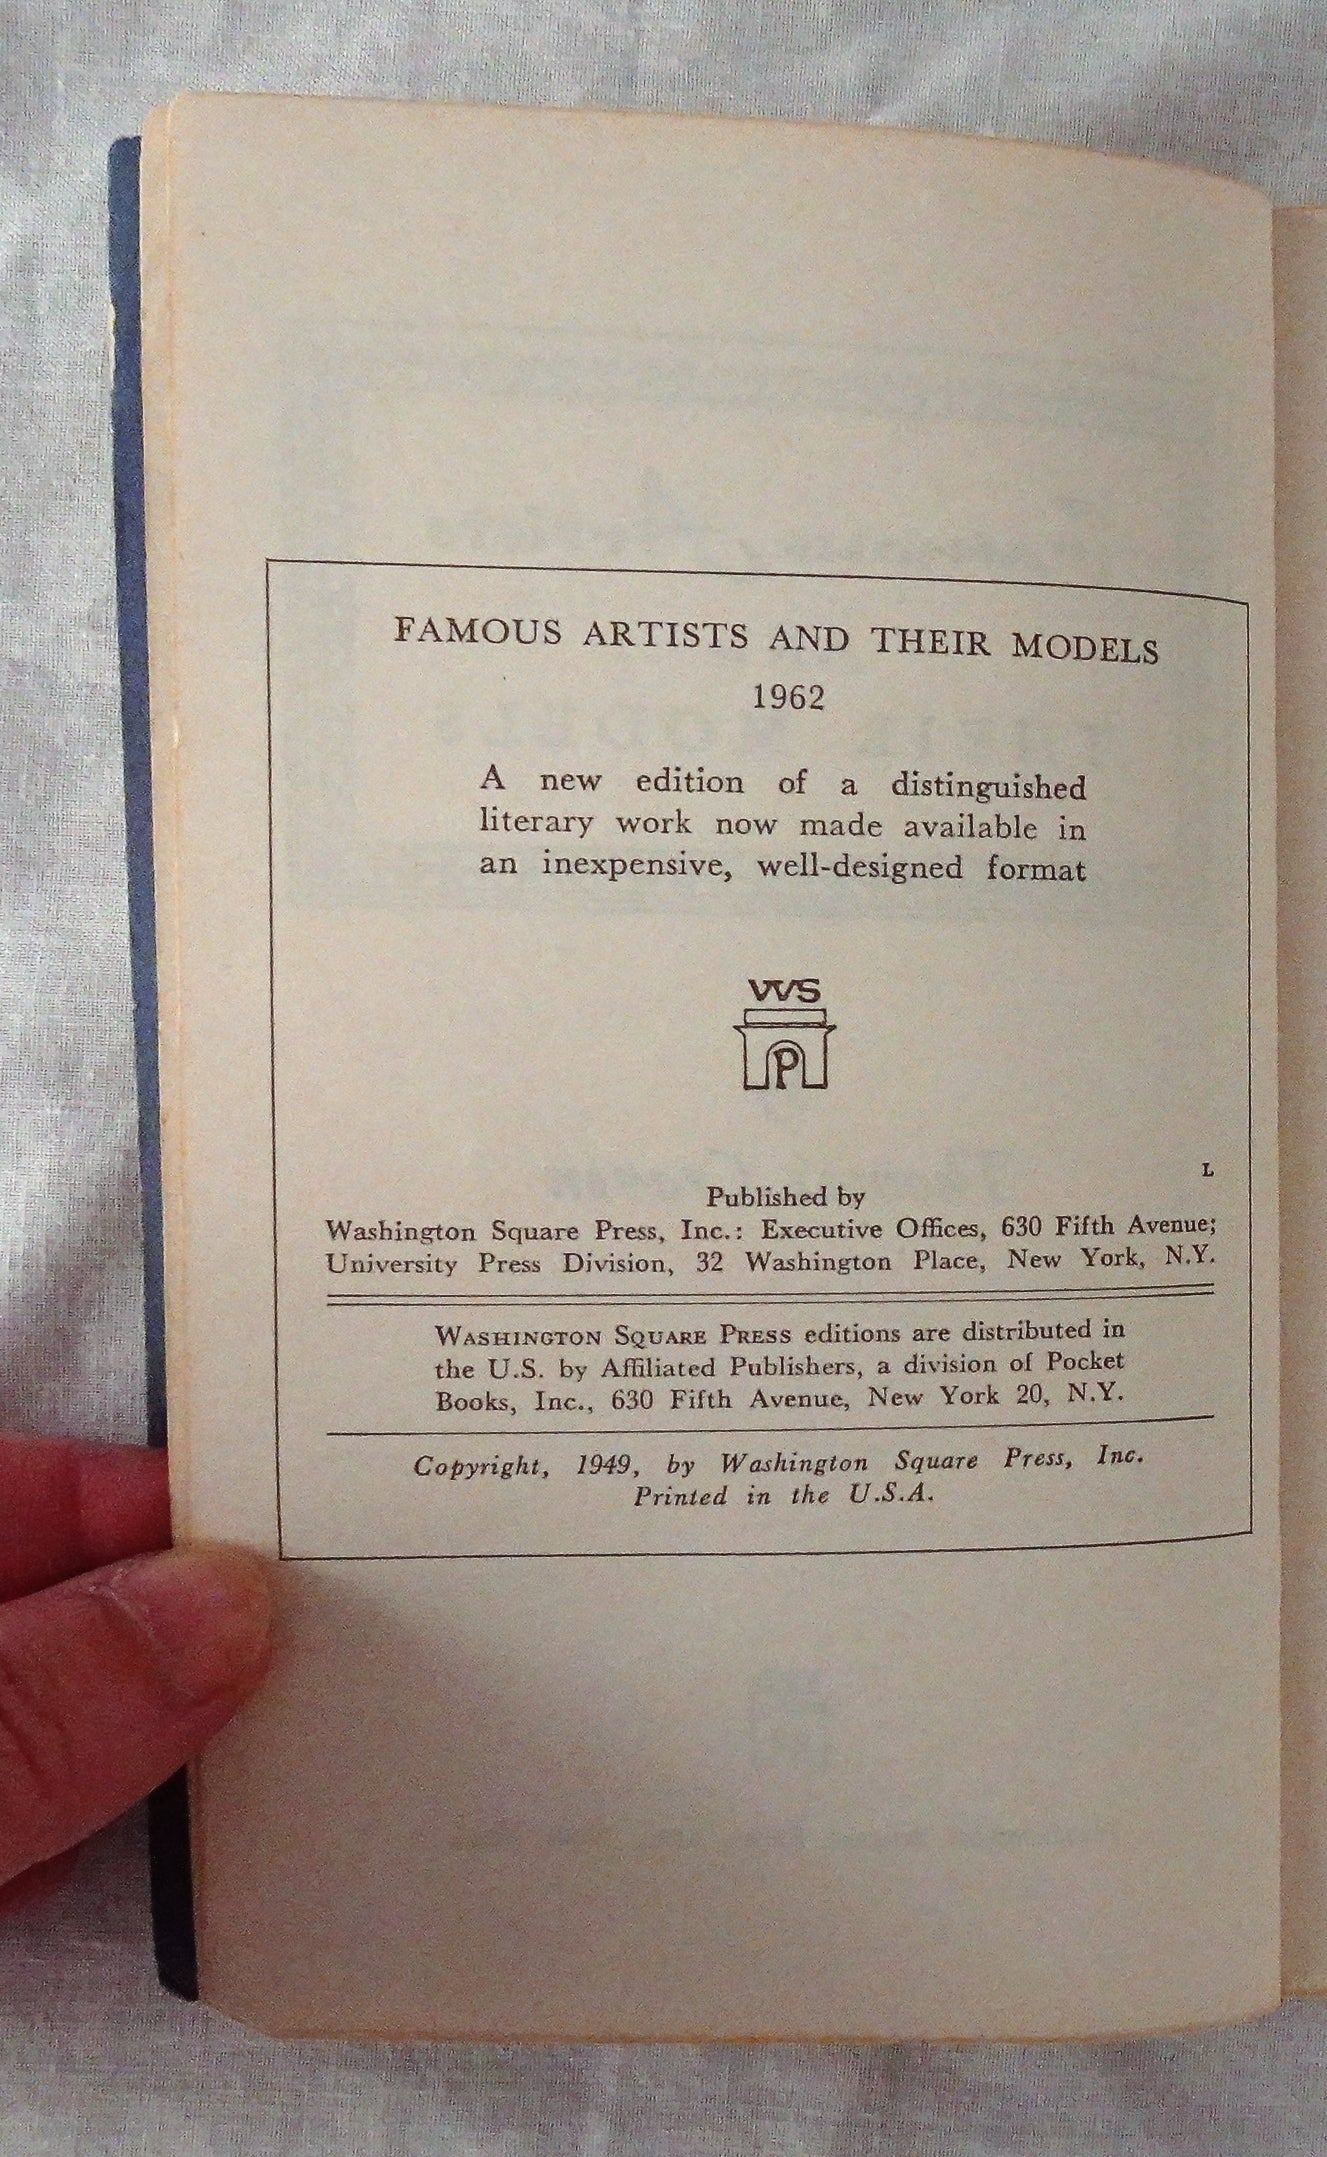 FAMOUS ARTISTS AND THEIR MODELS
1962
A new edition of a distinguished
literary work now made available in
an inexpensive, well-designed format
WS
P
L
Published by
Washington Square Press, Inc.: Executive Offices, 630 Fifth Avenue;
University Press Division, 32 Washington Place, New York, N.Y.
WASHINGTON SQUARE PRESS editions are distributed in
the U.S. by Affiliated Publishers, a division of Pocket
Books, Inc., 630 Fifth Avenue, New York 20, N.Y.
Copyright, 1949, by Washington Square Press, Inc.
Printed in the U.S.A.